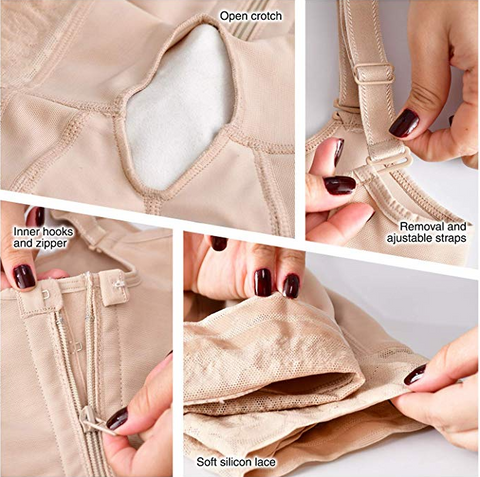 Open crotch
Removal and
ajustable straps
Inner hooks
and zipper
Soft silicon lace